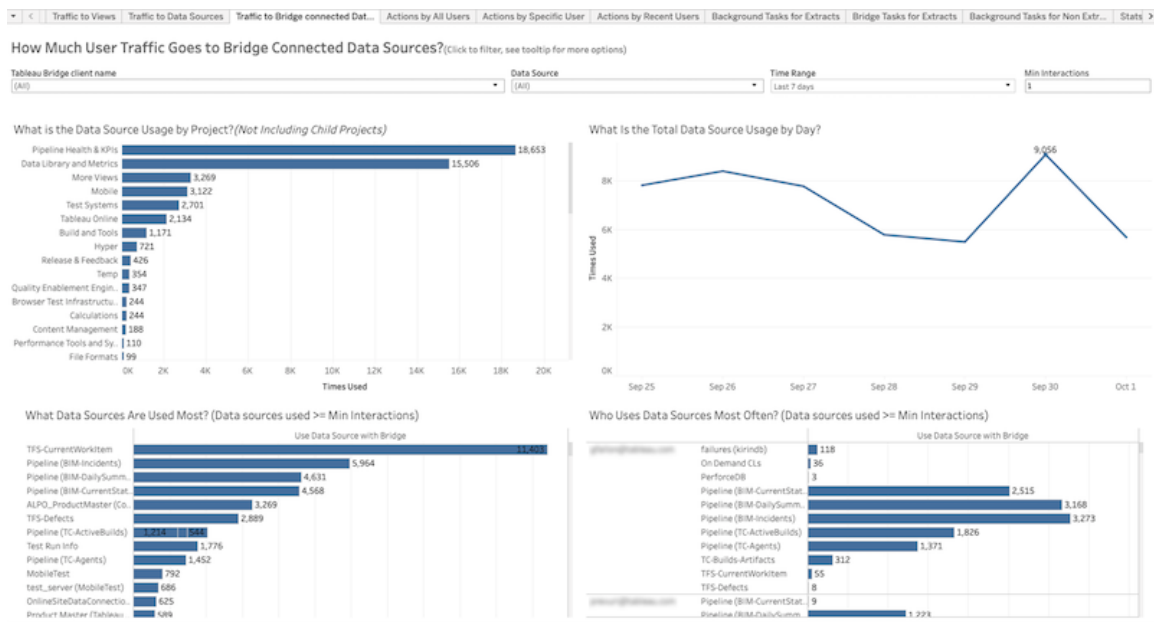 Traffic to Views Traffic to Data Sources Traffic to Bridge connected Dat... Actions by All Users Actions by Specific User Actions by Recent Users Background Tasks for Extracts Bridge Tasks for Extracts Background Tasks for Non Extr... Stats
How Much User Traffic Goes to Bridge Connected Data Sources?(Click to filter, see tooltip for more options)
Tableau Bridge client name Data Source Time Range Min Interactions
(All) (All) Last 7 days 1
What is the Data Source Usage by Project?(Not Including Child Projects)
Pipeline Health & KPIs 18,653
Data Library and Metrics 15,506
More Views 3,269
Mobile 3,122
Test Systems 2,701
Tableau Online 2,134
Build and Tools 1,171
Hyper 721
Release & Feedback 426
Temp 354
Quality Enablement Engin.. 347
Browser Test Infrastructu.. 244
Calculations 244
Content Management 188
Performance Tools and Sy.. 110
File Formats 99
0K 2K 4K 6K 8K 10K 12K 14K 16K 18K 20K
Times Used
What Is the Total Data Source Usage by Day?
9,056
8K
6K
4K
2K
0K
Times Used
Sep 25 Sep 26 Sep 27 Sep 28 Sep 29 Sep 30 Oct 1
What Data Sources Are Used Most? (Data sources used >= Min Interactions)
Use Data Source with Bridge
TFS-CurrentWorkItem 11,403
Pipeline (BIM-Incidents) 5,964
Pipeline (BIM-DailySumm.. 4,631
Pipeline (BIM-CurrentStat.. 4,568
ALPO_ProductMaster (Co.. 3,269
TFS-Defects 2,889
Pipeline (TC-ActiveBuilds) 1,214 544
Test Run Info 1,776
Pipeline (TC-Agents) 1,452
MobileTest 792
test_server (MobileTest) 686
OnlineSiteDataConnectio.. 625
Product Master (Tableau 589
Who Uses Data Sources Most Often? (Data sources used >= Min Interactions)
Use Data Source with Bridge
failures (kirindb) 118
On Demand CLs 36
PerforceDB 3
Pipeline (BIM-CurrentStat.. 2,515
Pipeline (BIM-DailySumm.. 3,168
Pipeline (BIM-Incidents) 3,273
Pipeline (TC-ActiveBuilds) 1,826
Pipeline (TC-Agents) 1,371
TC-Builds-Artifacts 312
TFS-CurrentWorkItem 55
TFS-Defects 8
Pipeline (BIM-CurrentStat.. 9
Pipeline (BIM-DailySumm.. 1,223